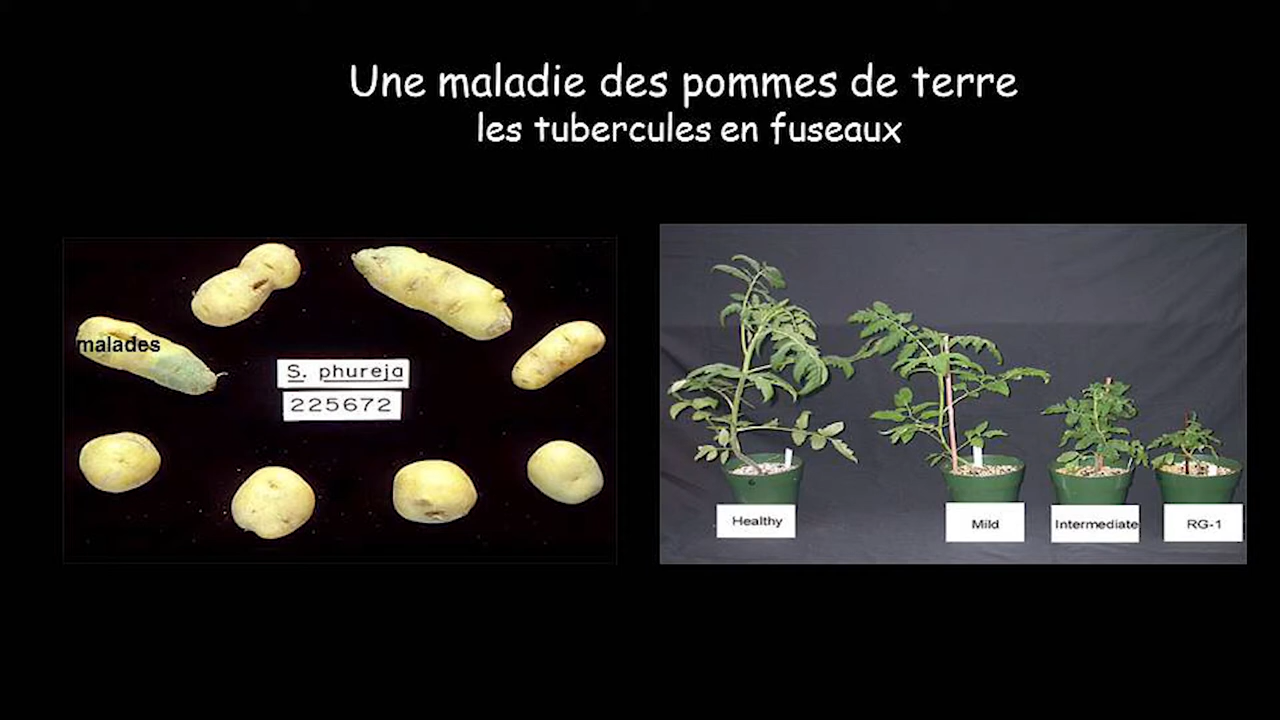 Une maladie des pommes de terre
les tubercules en fuseaux
malades
S. phureja
225672
Healthy
Mild
Intermediate
RG-1